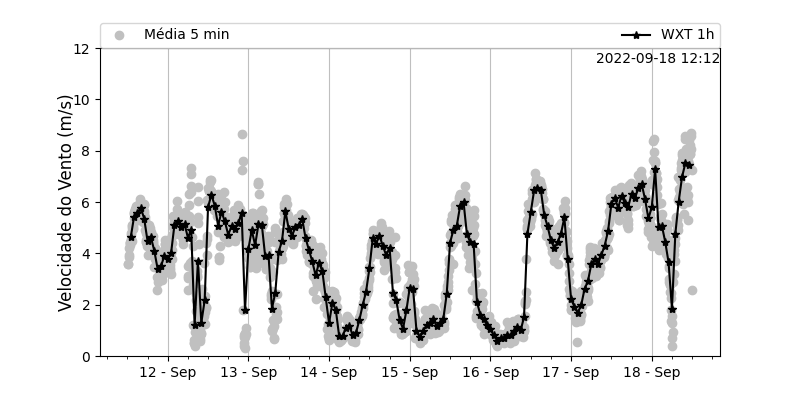 Média 5 min
WXT 1h
2022-09-18 12:12
Velocidade do Vento (m/s)
12
10
8
6
4
2
0
12 - Sep
13 - Sep
14 - Sep
15 - Sep
16 - Sep
17 - Sep
18 - Sep